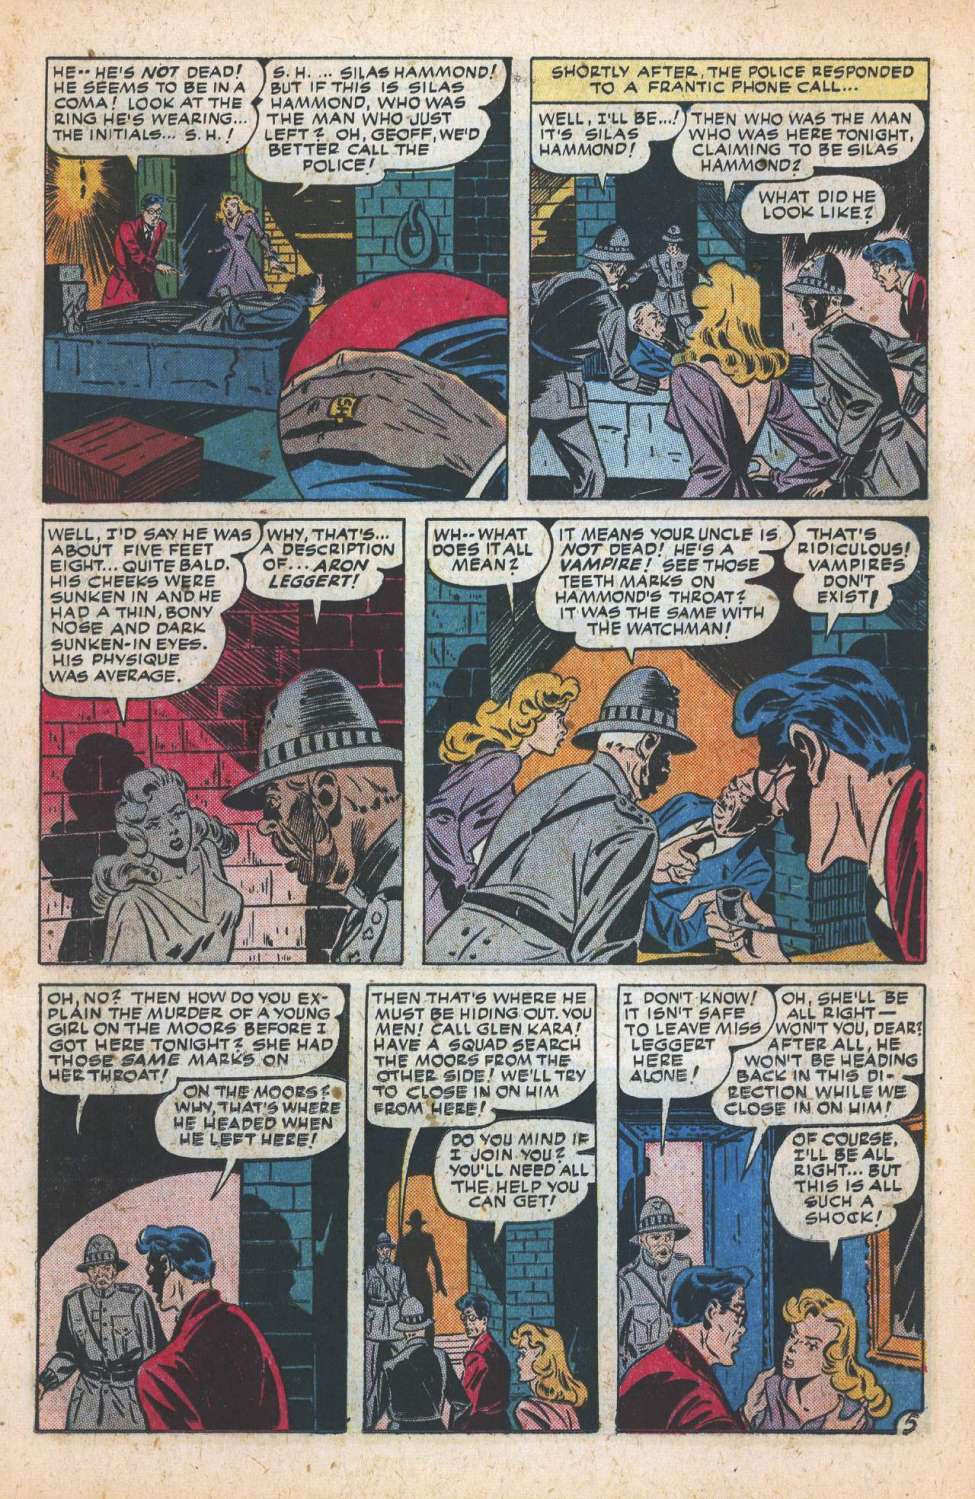 HE-- HE'S NOT DEAD!
HE SEEMS TO BE IN A
COMA! LOOK AT THE
RING HE'S WEARING...
THE INITIALS... S.H.!
S.H. ... SILAS HAMMOND!
BUT IF THIS IS SILAS
HAMMOND, WHO WAS
THE MAN WHO JUST
LEFT? OH, GEOFF, WE'D
BETTER CALL THE
POLICE!
SH
SHORTLY AFTER, THE POLICE RESPONDED
TO A FRANTIC PHONE CALL...
WELL, I'LL BE...!
IT'S SILAS
HAMMOND!
THEN WHO WAS THE MAN
WHO WAS HERE TONIGHT,
CLAIMING TO BE SILAS
HAMMOND?
WHAT DID HE
LOOK LIKE?
WELL, I'D SAY HE WAS
ABOUT FIVE FEET
EIGHT... QUITE BALD.
HIS CHEEKS WERE
SUNKEN IN AND HE
HAD A THIN, BONY
NOSE AND DARK
SUNKEN-IN EYES.
HIS PHYSIQUE
WAS AVERAGE.
WHY, THAT'S...
A DESCRIPTION
OF... ARON
LEGGERT!
WH-- WHAT
DOES IT ALL
MEAN?
IT MEANS YOUR UNCLE IS
NOT DEAD! HE'S A
VAMPIRE! SEE THOSE
TEETH MARKS ON
HAMMOND'S THROAT?
IT WAS THE SAME WITH
THE WATCHMAN!
THAT'S
RIDICULOUS!
VAMPIRES
DON'T
EXIST!
OH, NO? THEN HOW DO YOU EX-
PLAIN THE MURDER OF A YOUNG
GIRL ON THE MOORS BEFORE I
GOT HERE TONIGHT? SHE HAD
THOSE SAME MARKS ON
HER THROAT!
ON THE MOORS?
WHY, THAT'S WHERE
HE HEADED WHEN
HE LEFT HERE!
THEN THAT'S WHERE HE
MUST BE HIDING OUT. YOU
MEN! CALL GLEN KARA!
HAVE A SQUAD SEARCH
THE MOORS FROM THE
OTHER SIDE! WE'LL TRY
TO CLOSE IN ON HIM
FROM HERE!
DO YOU MIND IF
I JOIN YOU?
YOU'LL NEED ALL
THE HELP YOU
CAN GET!
I DON'T KNOW!
IT ISN'T SAFE
TO LEAVE MISS
LEGGERT
HERE
ALONE!
OH, SHE'LL BE
ALL RIGHT—
WON'T YOU, DEAR?
AFTER ALL, HE
WON'T BE HEADING
BACK IN THIS DI-
RECTION WHILE WE
CLOSE IN ON HIM!
OF COURSE,
I'LL BE ALL
RIGHT... BUT
THIS IS ALL
SUCH A
SHOCK!
5